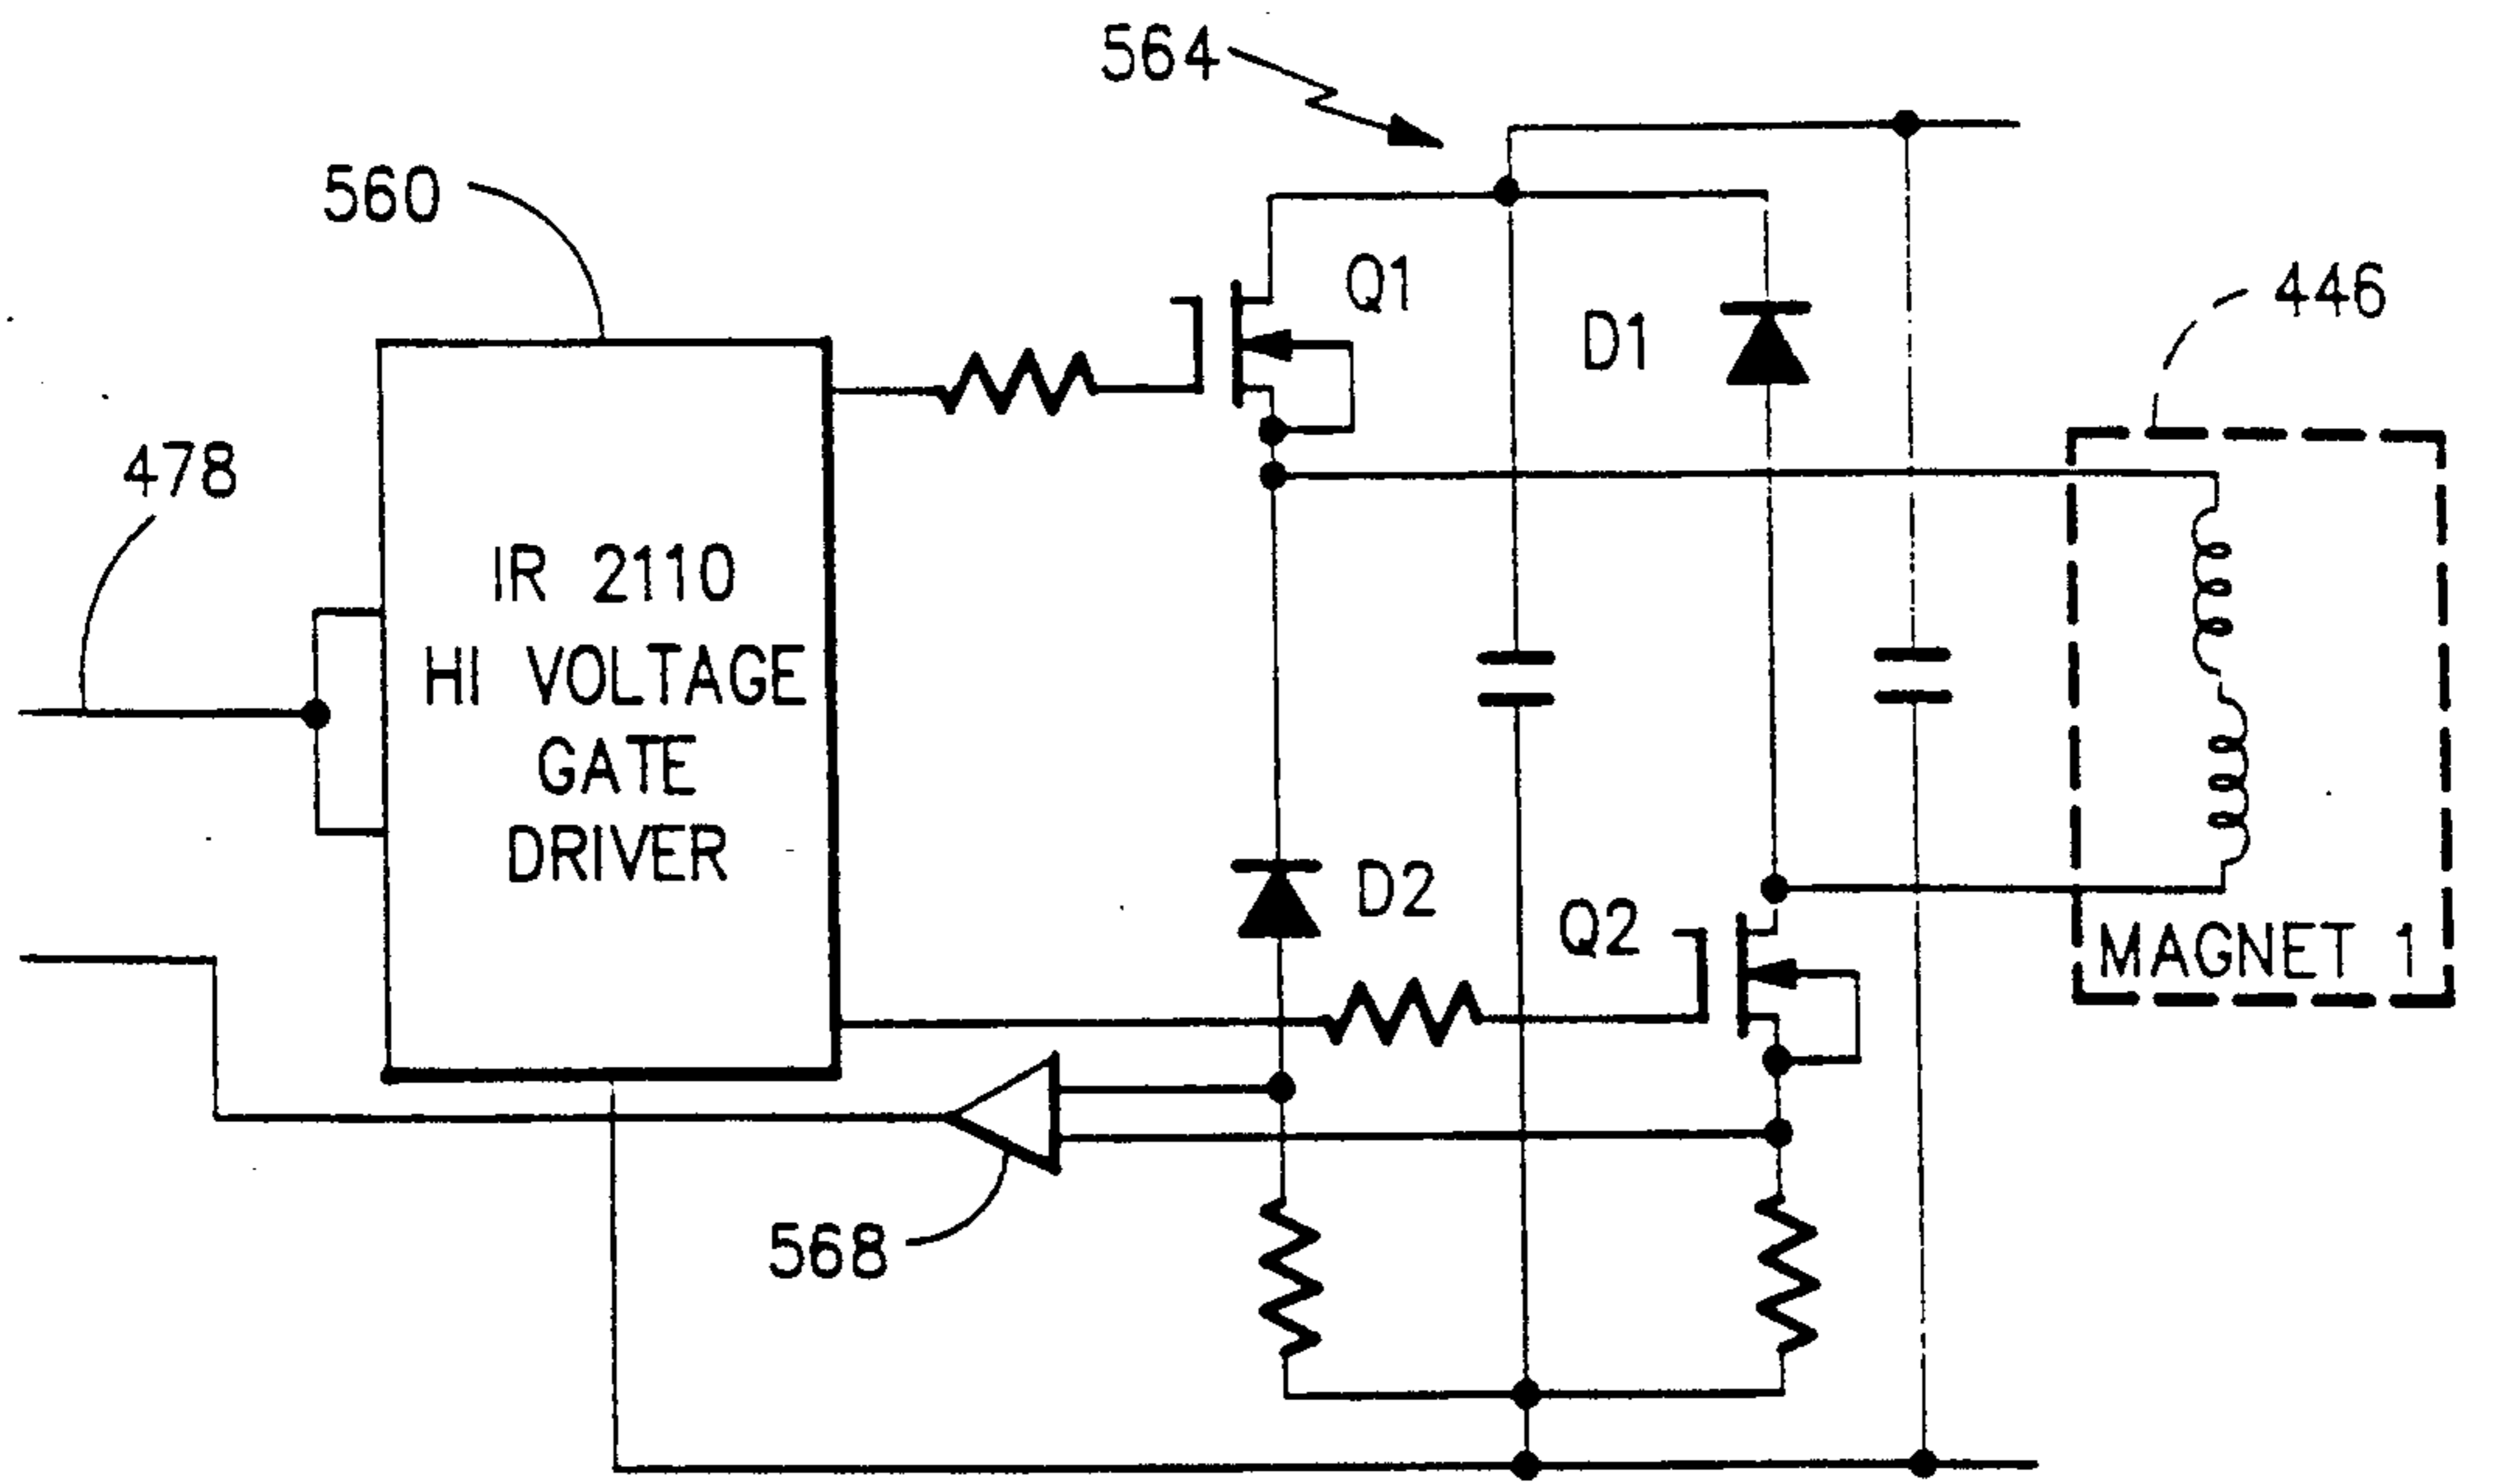 564
560
Q1
446
D1
478
IR 2110
HI VOLTAGE
GATE
DRIVER
D2
Q2
MAGNET 1
568